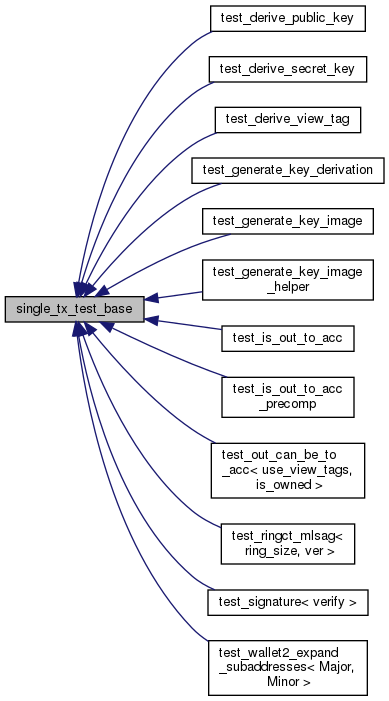 test_derive_public_key
test_derive_secret_key
test_derive_view_tag
test_generate_key_derivation
test_generate_key_image
test_generate_key_image
_helper
single_tx_test_base
test_is_out_to_acc
test_is_out_to_acc
_precomp
test_out_can_be_to
_acc< use_view_tags,
is_owned >
test_ringct_mlsag<
ring_size, ver >
test_signature< verify >
test_wallet2_expand
_subaddresses< Major,
Minor >